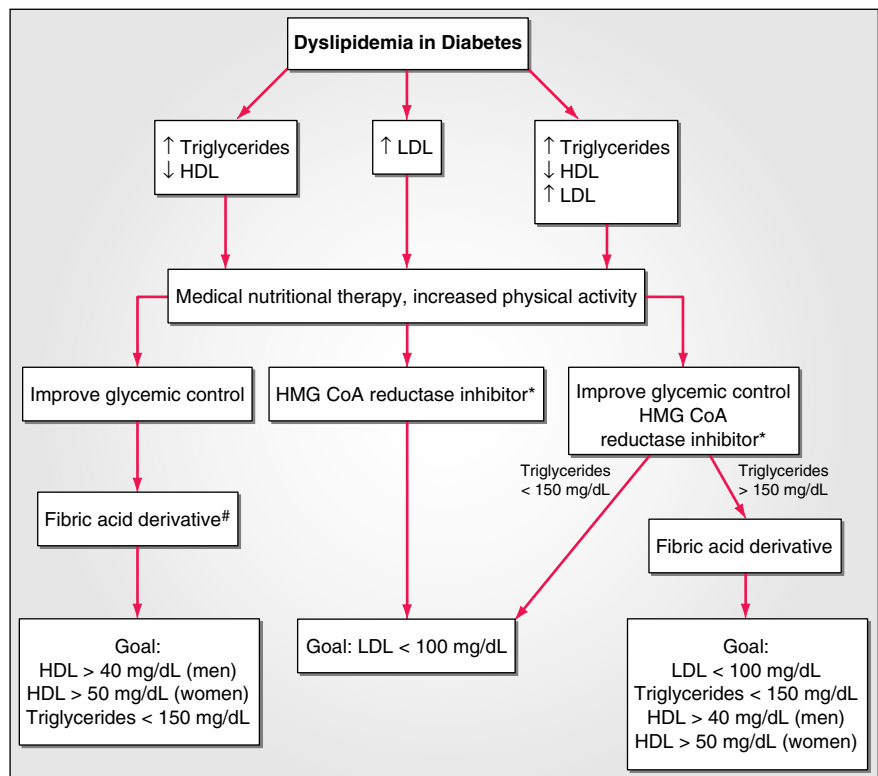 Dyslipidemia in Diabetes
↑ Triglycerides
↓ HDL
↑ LDL
↑ Triglycerides
↓ HDL
↑ LDL
Medical nutritional therapy, increased physical activity
Improve glycemic control
HMG CoA reductase inhibitor*
Improve glycemic control
HMG CoA
reductase inhibitor*
Triglycerides
< 150 mg/dL
Triglycerides
> 150 mg/dL
Fibric acid derivative#
Fibric acid derivative
Goal:
HDL > 40 mg/dL (men)
HDL > 50 mg/dL (women)
Triglycerides < 150 mg/dL
Goal: LDL < 100 mg/dL
Goal:
LDL < 100 mg/dL
Triglycerides < 150 mg/dL
HDL > 40 mg/dL (men)
HDL > 50 mg/dL (women)